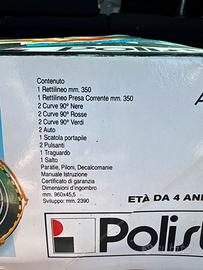 Contenuto
1 Rettilineo mm. 350
1 Rettilineo Presa Corrente mm. 350
2 Curve 90° Nere
2 Curve 90° Rosse
2 Curve 90° Verdi
2 Auto
1 Scatola portapile
2 Pulsanti
1 Traguardo
1 Salto
Paratie, Piloni, Decalcomanie
Manuale Istruzione
Certificato di garanzia
Dimensioni d'ingombro
mm. 960x45,5
Sviluppo: mm. 2390
ETÀ DA 4 ANN
Polist